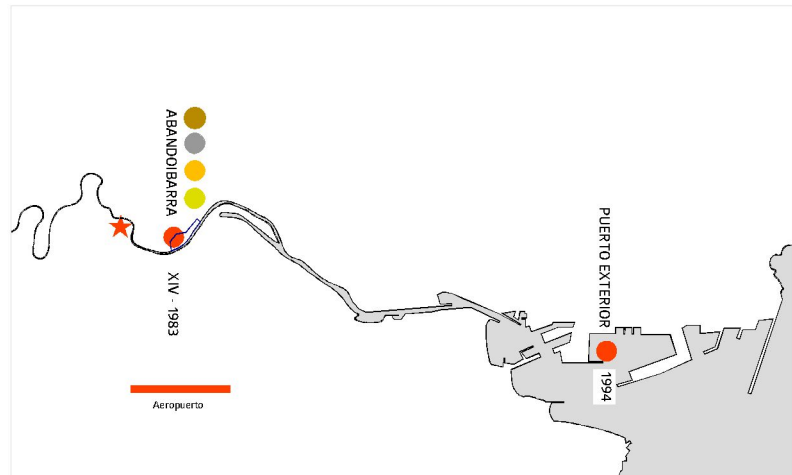 ABANDOIBARRA
XIV - 1983
PUERTO EXTERIOR
1994
Aeropuerto